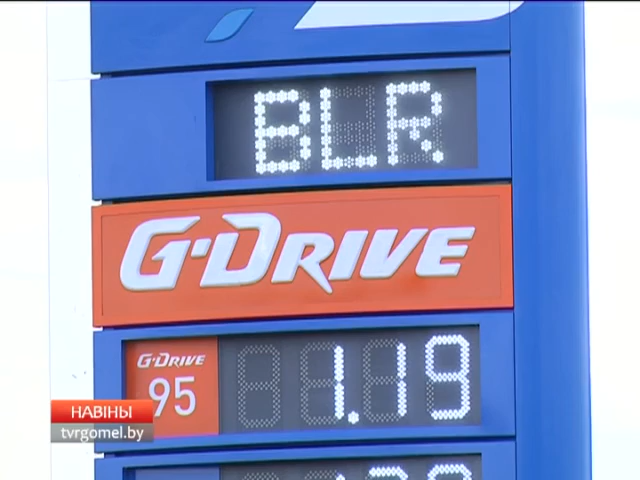 BLR
G-DRIVE
G-DRIVE
95
1.19
НАВІНЫ
tvrgomel.by